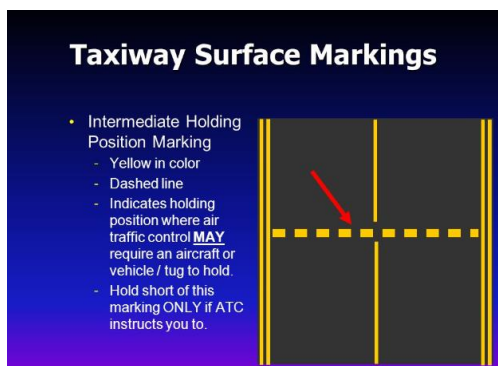 Taxiway Surface Markings
• Intermediate Holding
Position Marking
- Yellow in color
- Dashed line
- Indicates holding
position where air
traffic control MAY
require an aircraft or
vehicle / tug to hold.
- Hold short of this
marking ONLY if ATC
instructs you to.